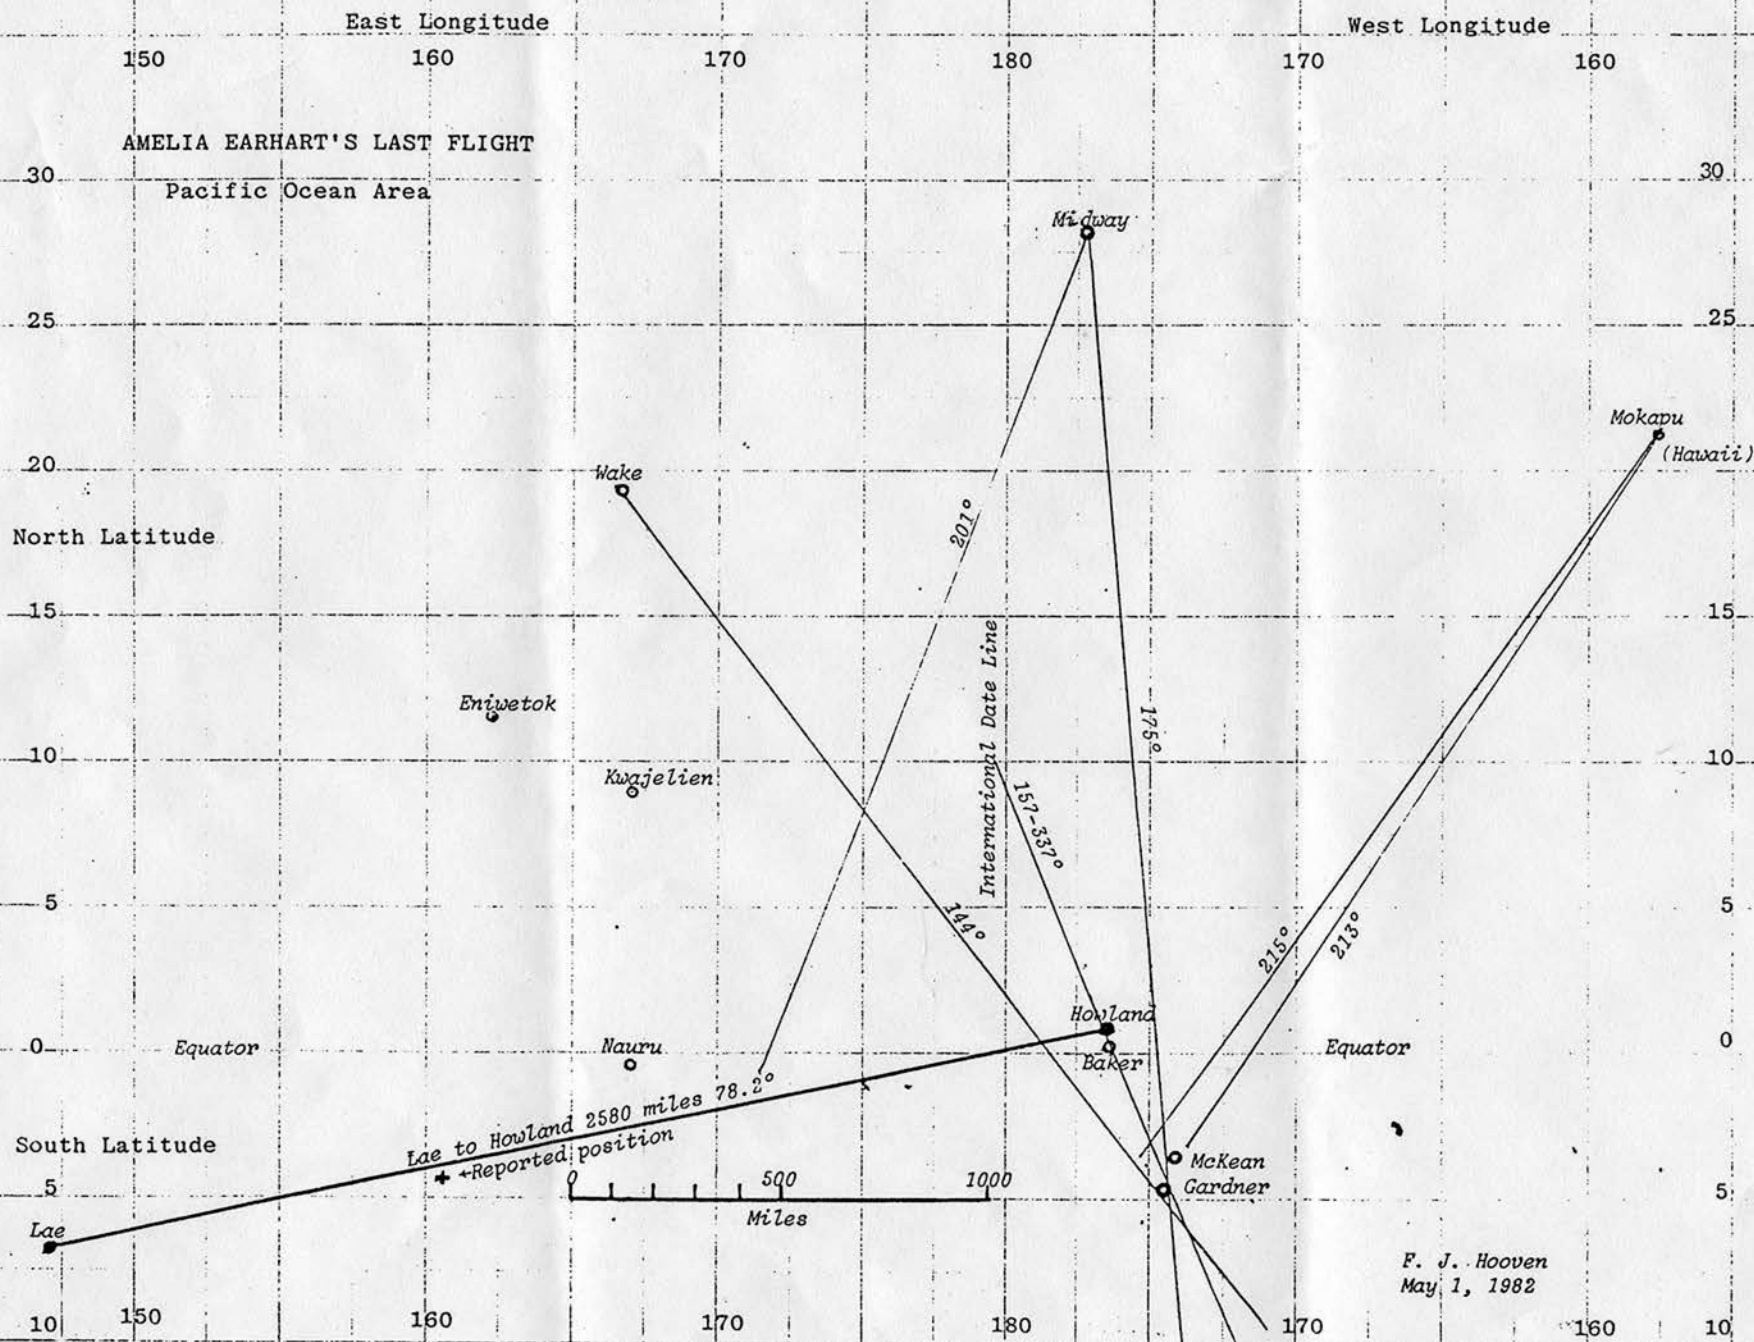 East Longitude
West Longitude
150 160 170 180 170 160
AMELIA EARHART'S LAST FLIGHT
30 30
Pacific Ocean Area
Midway
25 25
Mokapu
(Hawaii)
20
Wake
201°
North Latitude
15 15
International Date Line
175°
Eniwetok
10 10
Kwajelien
157-337°
5 5
144°
215°
213°
Howland
0 Equator Nauru Baker Equator 0
Lae to Howland 2580 miles 78.2°
←Reported position
South Latitude
McKean
Gardner
5 5
0 500 1000
Miles
Lae
F. J. Hooven
May 1, 1982
10 150 160 170 180 170 160 10